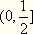 (0, 1/2]